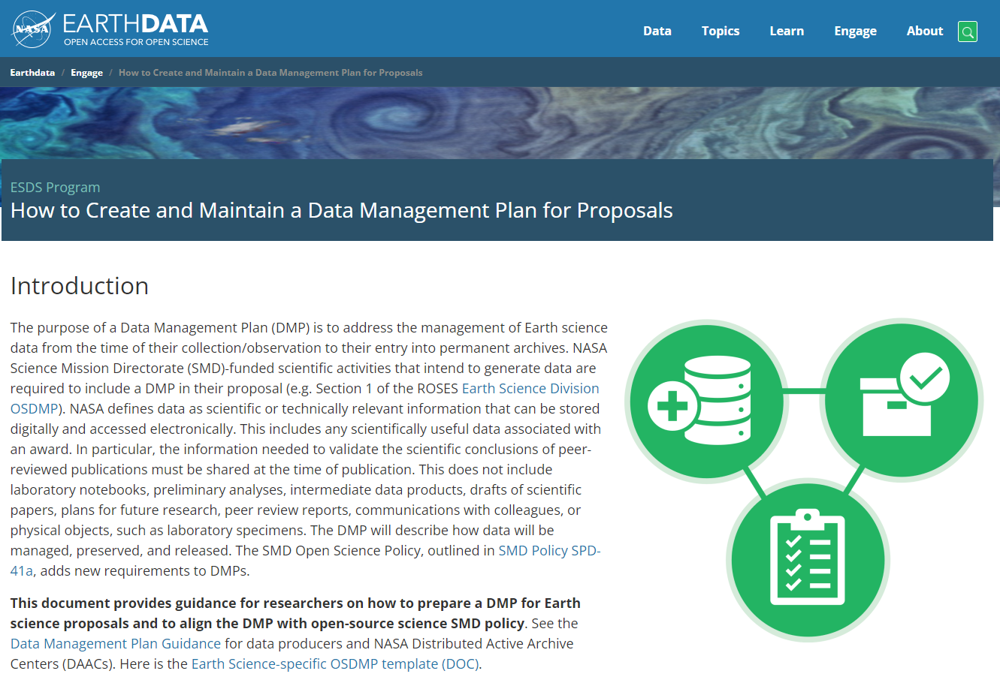 NASA
EARTHDATA
OPEN ACCESS FOR OPEN SCIENCE
Data Topics Learn Engage About
Earthdata / Engage / How to Create and Maintain a Data Management Plan for Proposals
ESDS Program
How to Create and Maintain a Data Management Plan for Proposals
Introduction
The purpose of a Data Management Plan (DMP) is to address the management of Earth science
data from the time of their collection/observation to their entry into permanent archives. NASA
Science Mission Directorate (SMD)-funded scientific activities that intend to generate data are
required to include a DMP in their proposal (e.g. Section 1 of the ROSES Earth Science Division
OSDMP). NASA defines data as scientific or technically relevant information that can be stored
digitally and accessed electronically. This includes any scientifically useful data associated with
an award. In particular, the information needed to validate the scientific conclusions of peer-
reviewed publications must be shared at the time of publication. This does not include
laboratory notebooks, preliminary analyses, intermediate data products, drafts of scientific
papers, plans for future research, peer review reports, communications with colleagues, or
physical objects, such as laboratory specimens. The DMP will describe how data will be
managed, preserved, and released. The SMD Open Science Policy, outlined in SMD Policy SPD-
41a, adds new requirements to DMPs.
This document provides guidance for researchers on how to prepare a DMP for Earth
science proposals and to align the DMP with open-source science SMD policy. See the
Data Management Plan Guidance for data producers and NASA Distributed Active Archive
Centers (DAACs). Here is the Earth Science-specific OSDMP template (DOC).